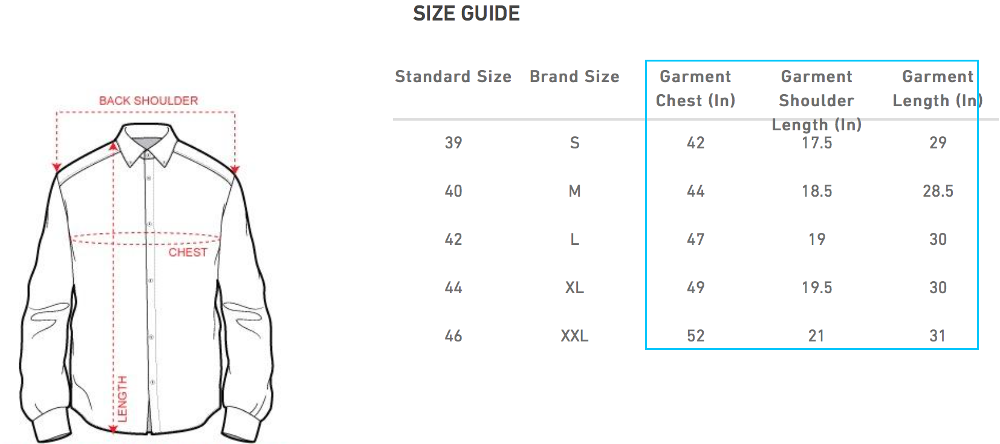 SIZE GUIDE
BACK SHOULDER
CHEST
LENGTH
Standard Size Brand Size Garment Chest (In) Garment Shoulder Length (In) Garment Length (In)
39 S 42 17.5 29
40 M 44 18.5 28.5
42 L 47 19 30
44 XL 49 19.5 30
46 XXL 52 21 31